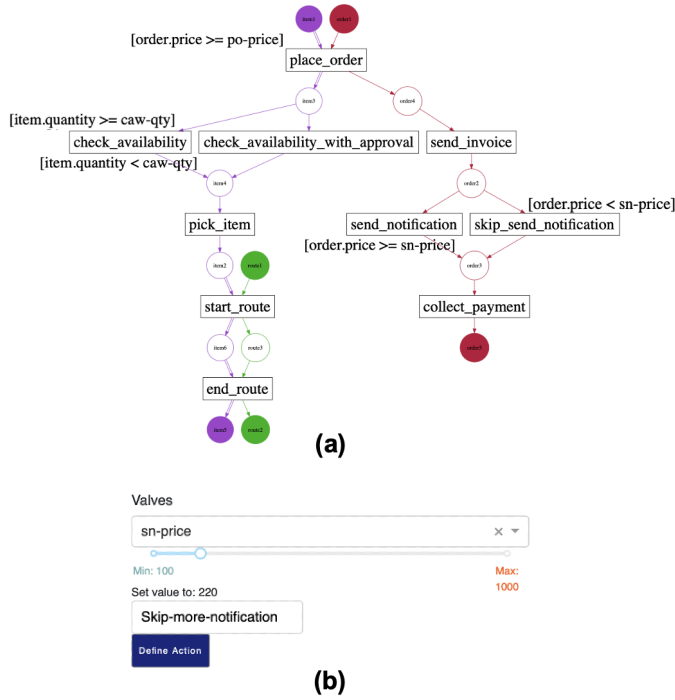 item1 order1
[order.price >= po-price]
place_order
item3 order4
[item.quantity >= caw-qty]
check_availability check_availability_with_approval send_invoice
[item.quantity < caw-qty]
item4 order2
[order.price < sn-price]
pick_item send_notification skip_send_notification
[order.price >= sn-price]
item2 route1 order3
start_route collect_payment
item6 route3 order5
end_route
item5 route2
(a)
Valves
sn-price
Min: 100 Max:
1000
Set value to: 220
Skip-more-notification
Define Action
(b)